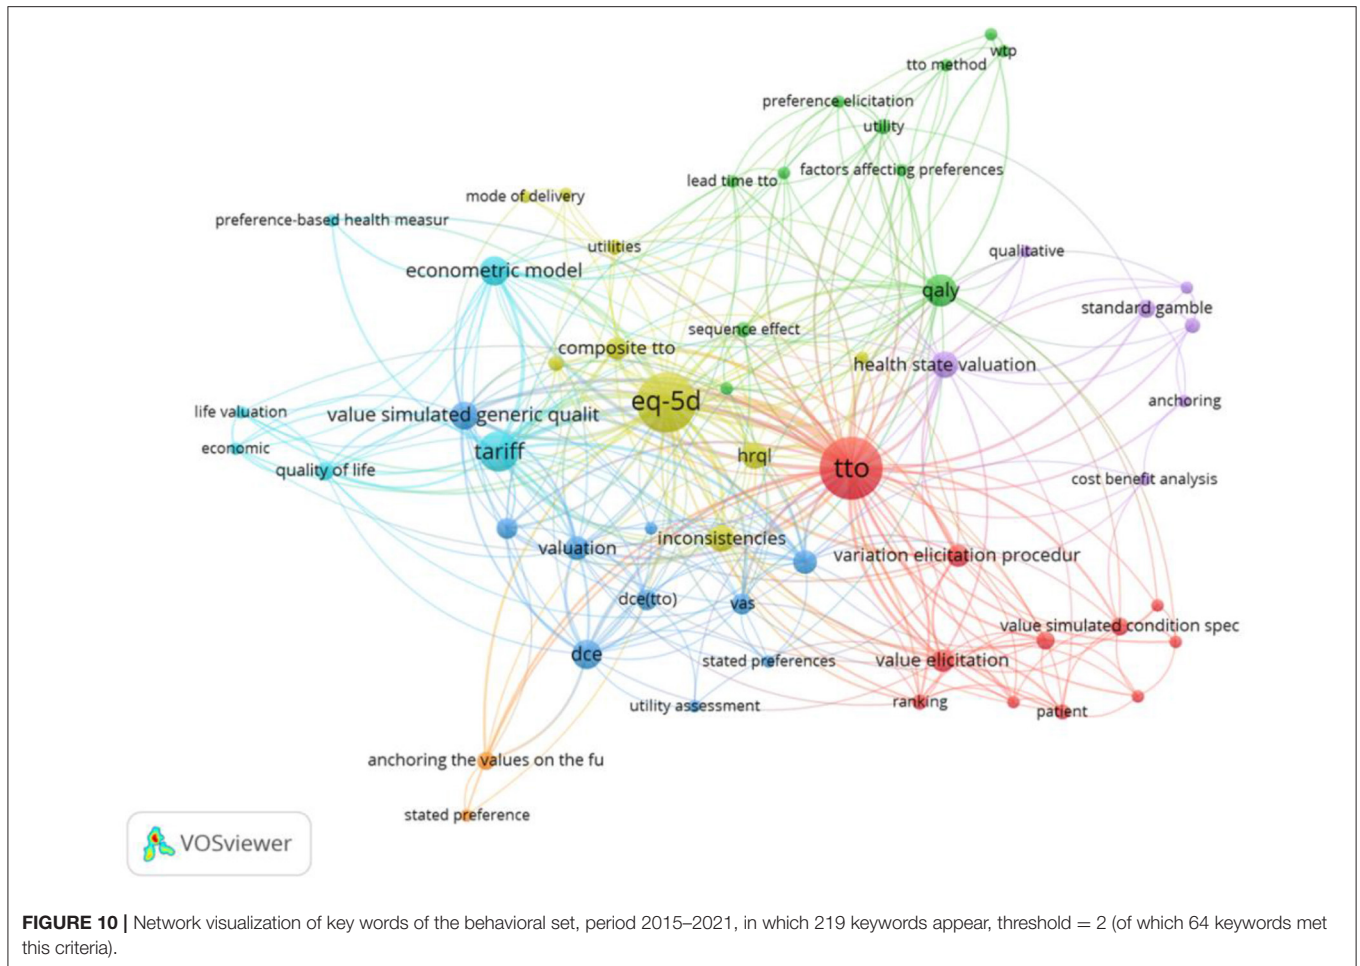 wtp
tto method
preference elicitation
utility
factors affecting preferences
lead time tto
mode of delivery
preference-based health measur
utilities
qualitative
econometric model
qaly
standard gamble
sequence effect
composte tto
health state valuation
eq-5d
anchoring
life valuation
value simulated generic qualit
economic
tariff
hrql
tto
quality of life
cost benefit analysis
inconsistencies
valuation
variation elicitation procedur
dce(tto)
vas
value simulated condition spec
dce
stated preferences
value elicitation
utility assessment
ranking
patient
anchoring the values on the fu
stated preference
VOSviewer
FIGURE 10 | Network visualization of key words of the behavioral set, period 2015–2021, in which 219 keywords appear, threshold = 2 (of which 64 keywords met
this criteria).